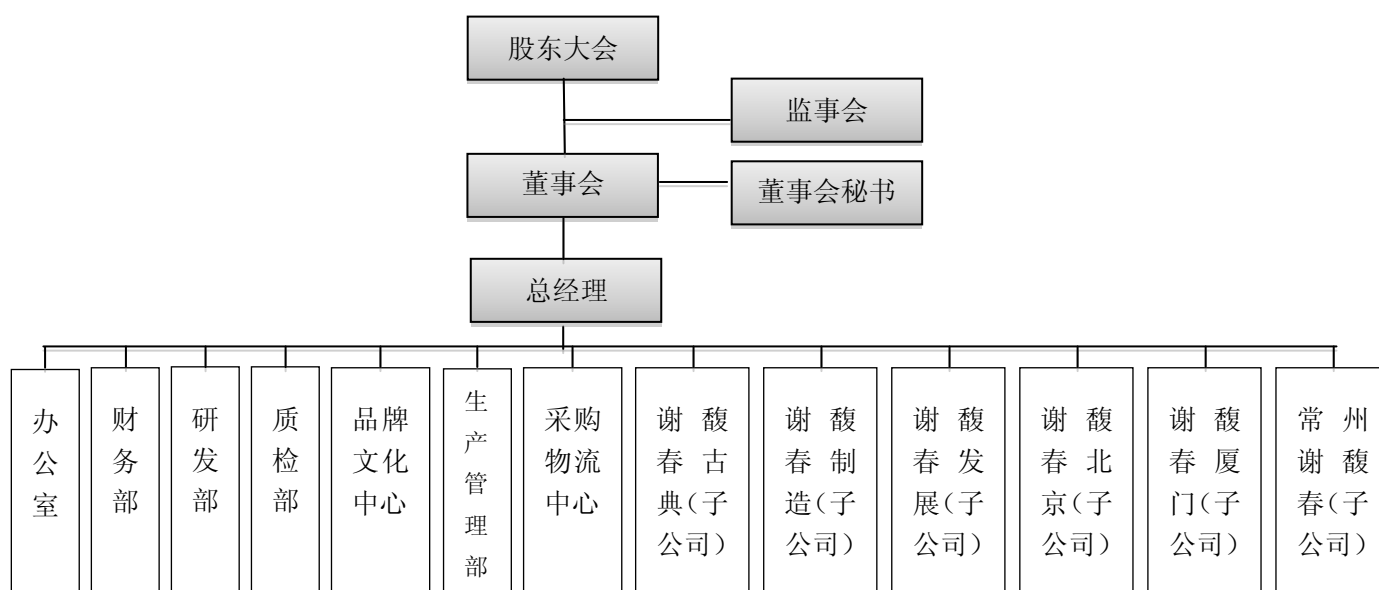 股东大会
监事会
董事会
董事会秘书
总经理
办
公
室
财
务
部
研
发
部
质
检
部
品牌
文化
中心
生
产
管
理
部
采购
物流
中心
谢馥
春古
典(子
公司)
谢馥
春制
造(子
公司)
谢馥
春发
展(子
公司)
谢馥
春北
京(子
公司)
谢馥
春厦
门(子
公司)
常州
谢馥
春(子
公司)